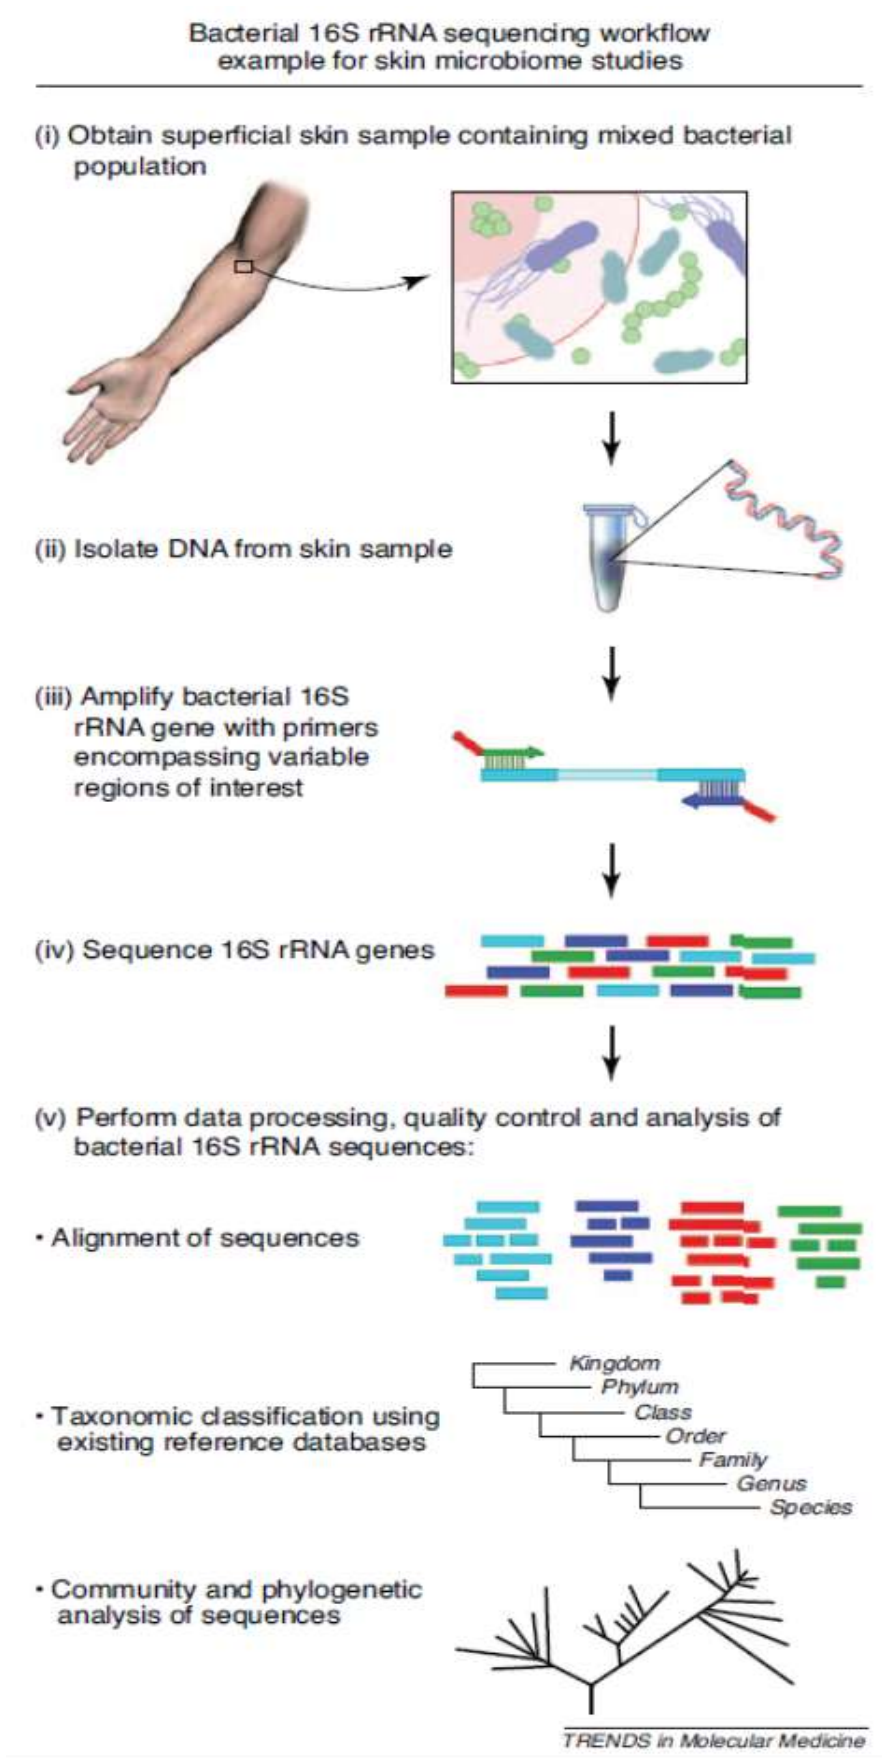 Bacterial 16S rRNA sequencing workflow
example for skin microbiome studies
(i) Obtain superficial skin sample containing mixed bacterial
population
(ii) Isolate DNA from skin sample
(iii) Amplify bacterial 16S
rRNA gene with primers
encompassing variable
regions of interest
(iv) Sequence 16S rRNA genes
(v) Perform data processing, quality control and analysis of
bacterial 16S rRNA sequences:
• Alignment of sequences
Kingdom
Phylum
Class
Order
Family
Genus
Species
• Taxonomic classification using
existing reference databases
• Community and phylogenetic
analysis of sequences
TRENDS in Molecular Medicine